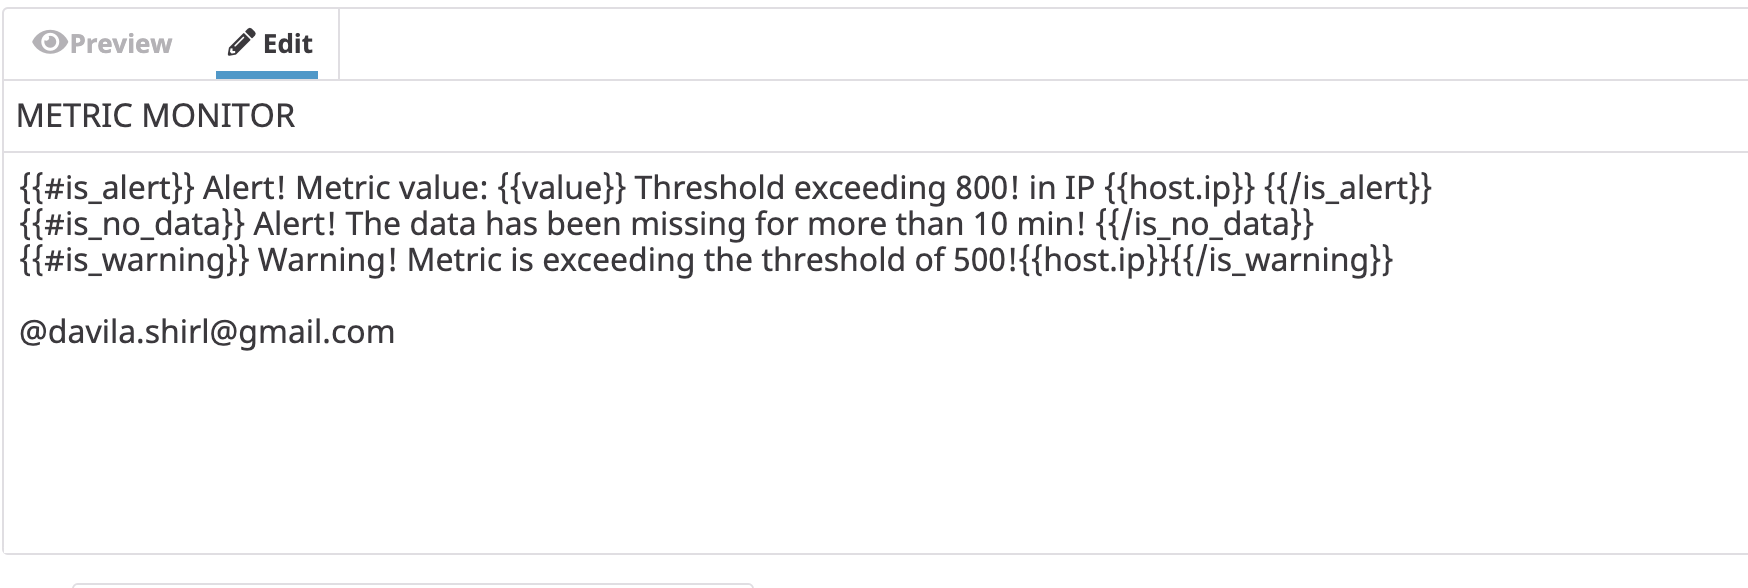 Preview Edit
METRIC MONITOR
{{#is_alert}} Alert! Metric value: {{value}} Threshold exceeding 800! in IP {{host.ip}} {{/is_alert}}
{{#is_no_data}} Alert! The data has been missing for more than 10 min! {{/is_no_data}}
{{#is_warning}} Warning! Metric is exceeding the threshold of 500!{{host.ip}}{{/is_warning}}
@davila.shirl@gmail.com